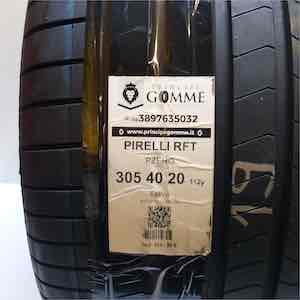 PRINCIPE
GOMME
3897635032
www.principegomme.it
PIRELLI RFT
PZERO
305 40 20 112y